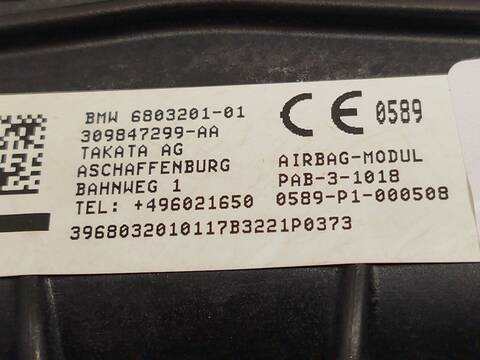 BMW 6803201-01
309847299-AA
TAKATA AG
ASCHAFFENBURG
BAHNWEG 1
TEL: +496021650
CE 0589
AIRBAG-MODUL
PAB-3-1018
0589-P1-000508
3968032010117B3221P0373